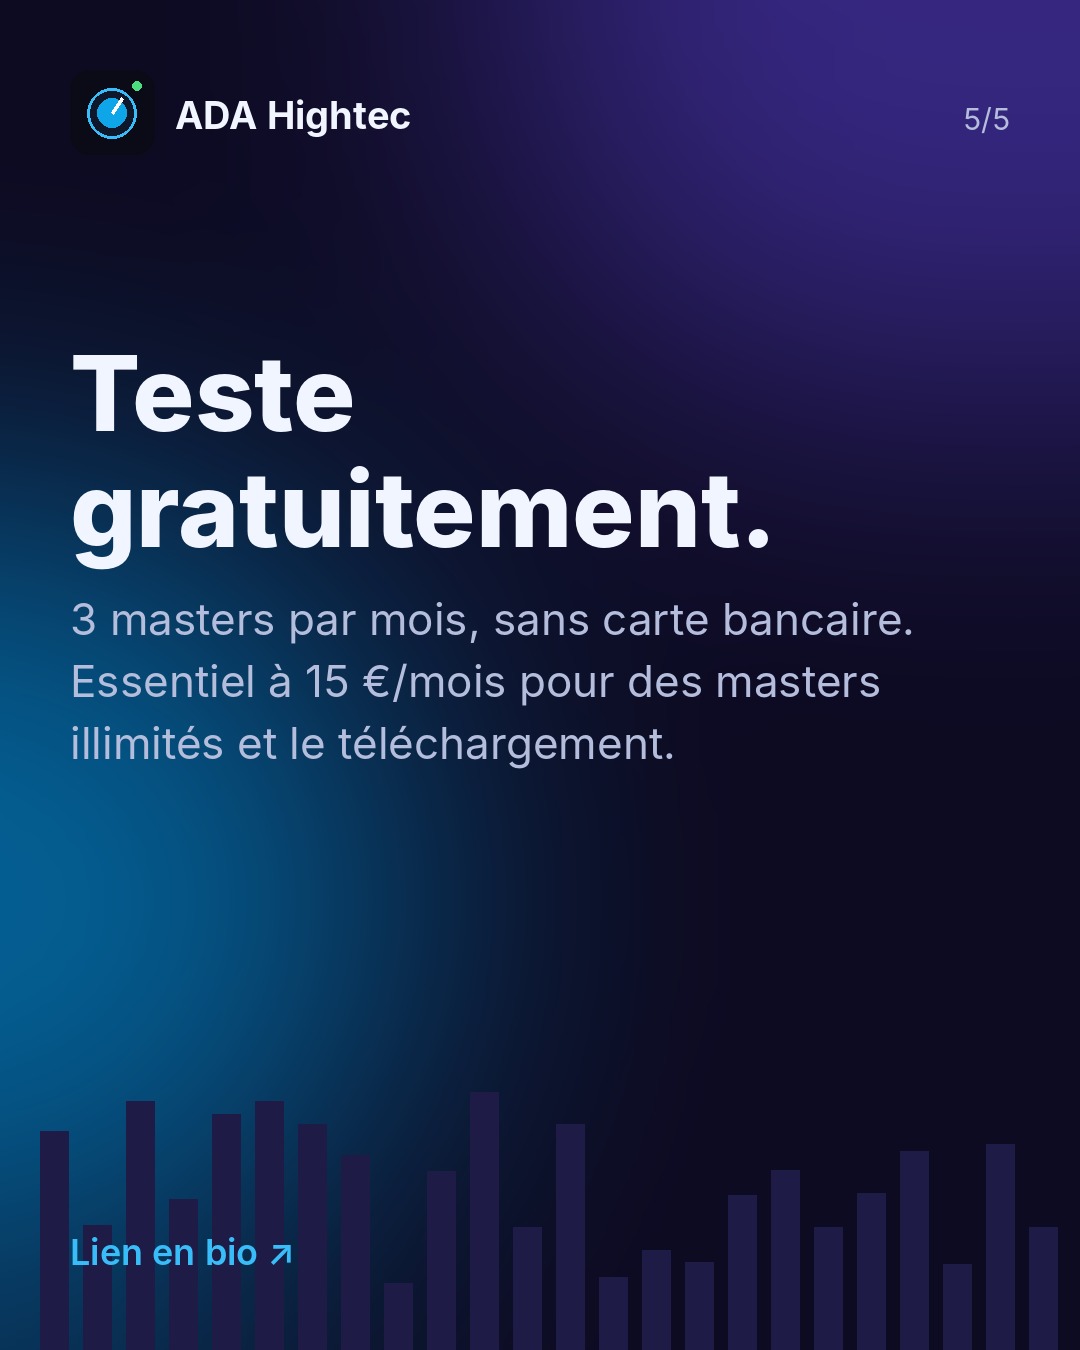 ADA Hightec
5/5
Teste
gratuitement.
3 masters par mois, sans carte bancaire.
Essentiel à 15 €/mois pour des masters
illimités et le téléchargement.
Lien en bio ↗